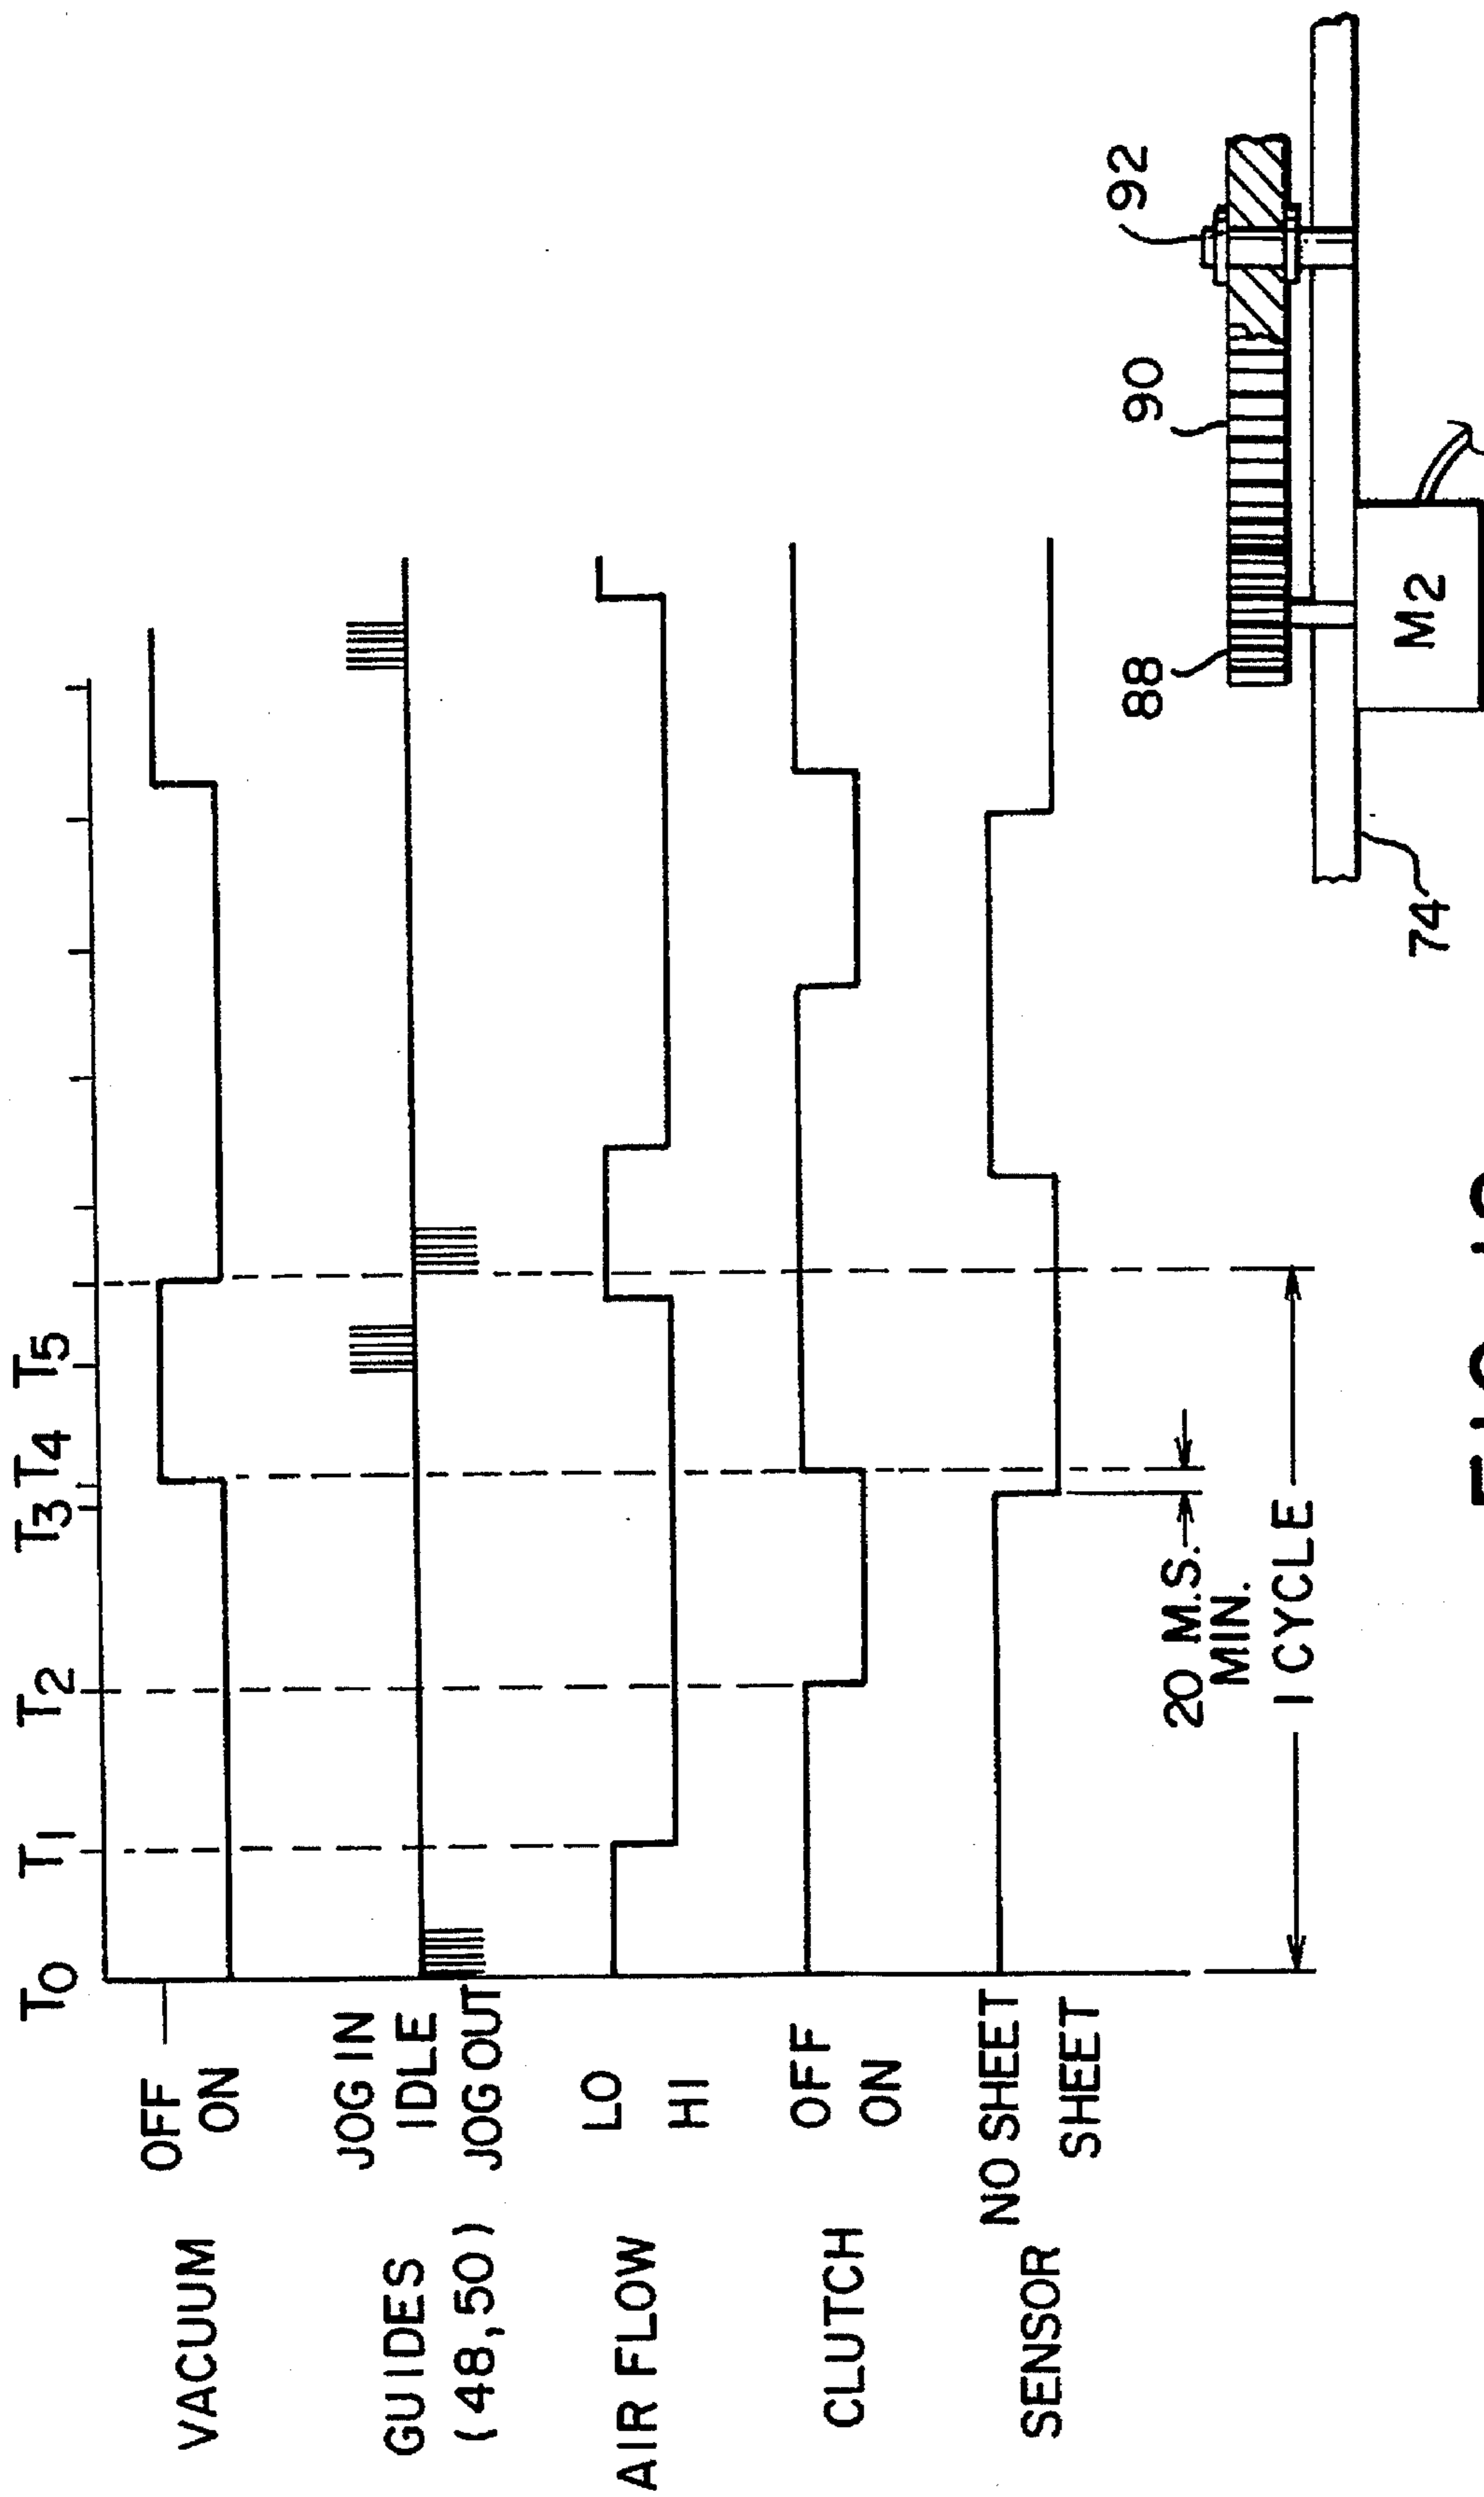 T0 T1 T2 T3 T4 T5
VACUUM
OFF
ON
GUIDES
(48,50)
JOG IN
IDLE
JOG OUT
AIR FLOW
LO
HI
CLUTCH
OFF
ON
SENSOR
NO SHEET
SHEET
20 M.S.
MIN.
1 CYCLE
88
90
92
74
M2